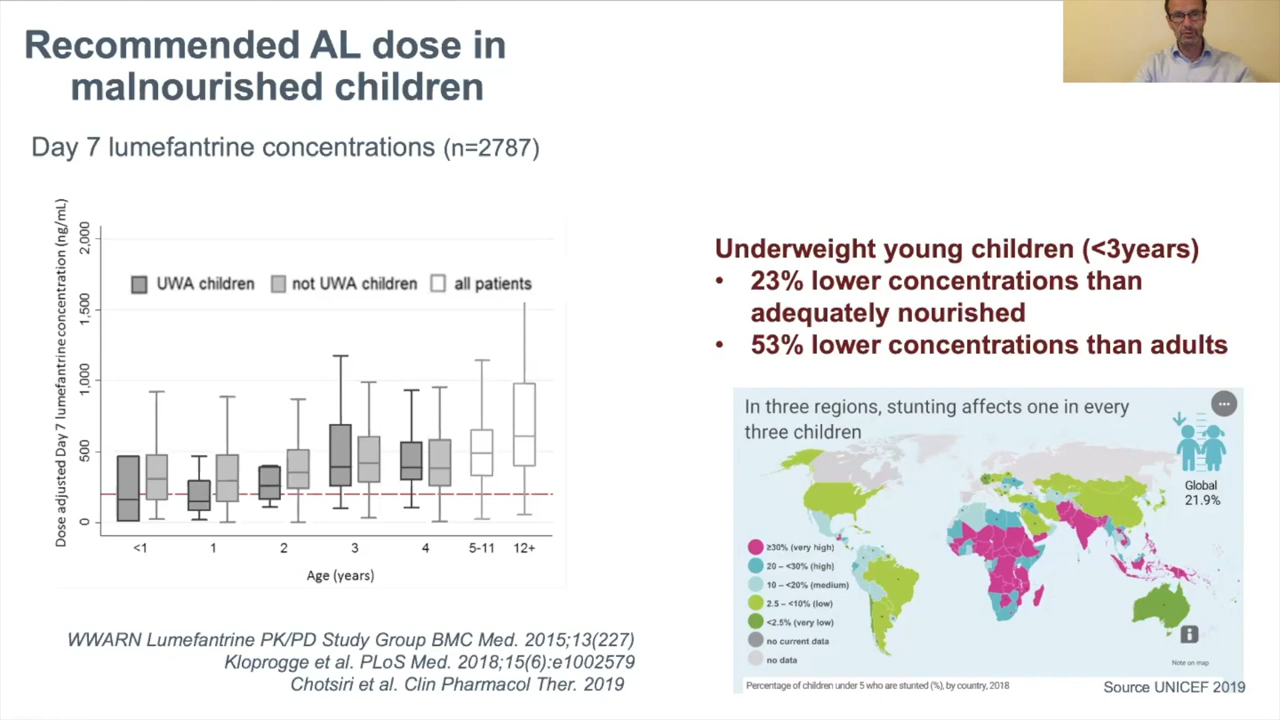 Recommended AL dose in
malnourished children
Day 7 lumefantrine concentrations (n=2787)
Dose adjusted Day 7 lumefantrine concentration (ng/mL)
2,000
1,500
1,000
500
0
UWA children
not UWA children
all patients
<1
1
2
3
4
5-11
12+
Age (years)
WWARN Lumefantrine PK/PD Study Group BMC Med. 2015;13(227)
Kloprogge et al. PLoS Med. 2018;15(6):e1002579
Chotsiri et al. Clin Pharmacol Ther. 2019
Underweight young children (<3years)
• 23% lower concentrations than
adequately nourished
• 53% lower concentrations than adults
In three regions, stunting affects one in every
three children
Global
21.9%
≥30% (very high)
20 – <30% (high)
10 – <20% (medium)
2.5 – <10% (low)
<2.5% (very low)
no current data
no data
Note on map
Percentage of children under 5 who are stunted (%), by country, 2018
Source UNICEF 2019